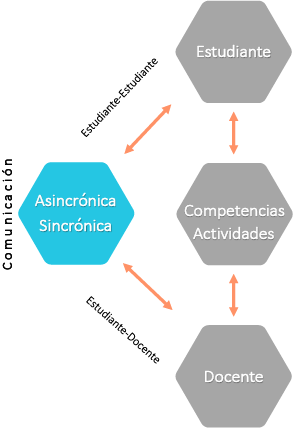 Estudiante
Estudiante-Estudiante
Comunicación
Asincrónica
Sincrónica
Competencias
Actividades
Estudiante-Docente
Docente